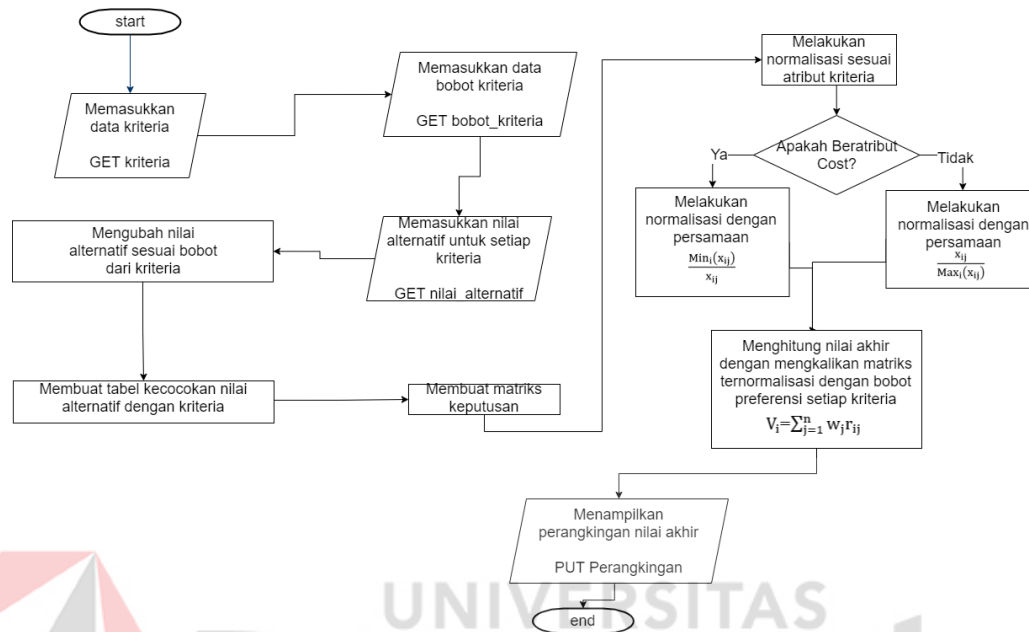 start
Memasukkan
data kriteria
GET kriteria
Memasukkan data
bobot kriteria
GET bobot_kriteria
Memasukkan nilai
alternatif untuk setiap
kriteria
GET nilai_alternatif
Mengubah nilai
alternatif sesuai bobot
dari kriteria
Membuat tabel kecocokan nilai
alternatif dengan kriteria
Membuat matriks
keputusan
Melakukan
normalisasi sesuai
atribut kriteria
Apakah Beratribut
Cost?
Ya
Tidak
Melakukan
normalisasi dengan
persamaan
Min_i(x_ij)
x_ij
Melakukan
normalisasi dengan
persamaan
x_ij
Max_i(x_ij)
Menghitung nilai akhir
dengan mengkalikan matriks
ternormalisasi dengan bobot
preferensi setiap kriteria
V_i=∑_{j=1}^{n} w_j r_ij
Menampilkan
perangkingan nilai akhir
PUT Perangkingan
end
UNIVERSITAS